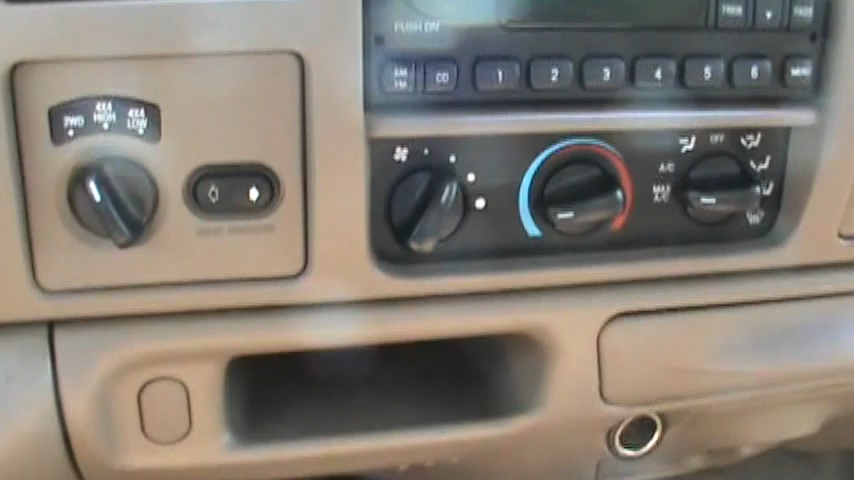 PUSH ON
AM FM CD 1 2 3 4 5 6 MENU
2WD 4X4 HIGH 4X4 LOW
OFF
A/C
MAX A/C